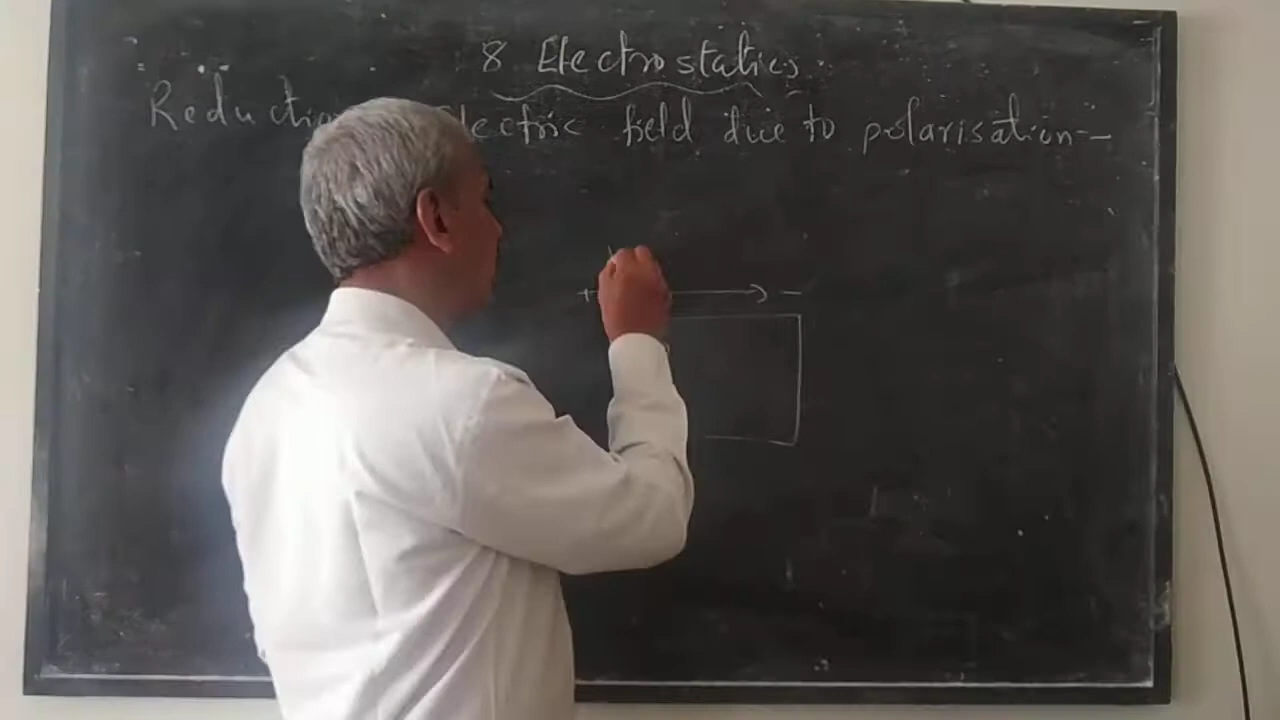 8 Electrostatics
Reduction electric field due to polarisation:-
+ -